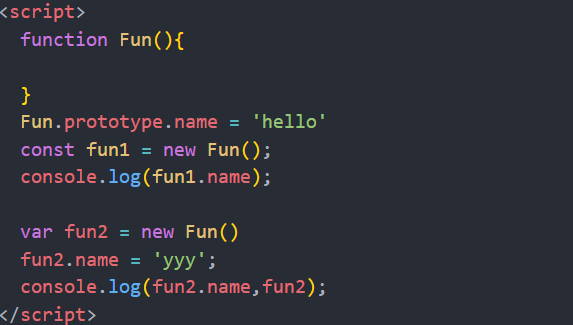 <script>
function Fun(){
}
Fun.prototype.name = 'hello'
const fun1 = new Fun();
console.log(fun1.name);
var fun2 = new Fun()
fun2.name = 'yyy';
console.log(fun2.name,fun2);
</script>